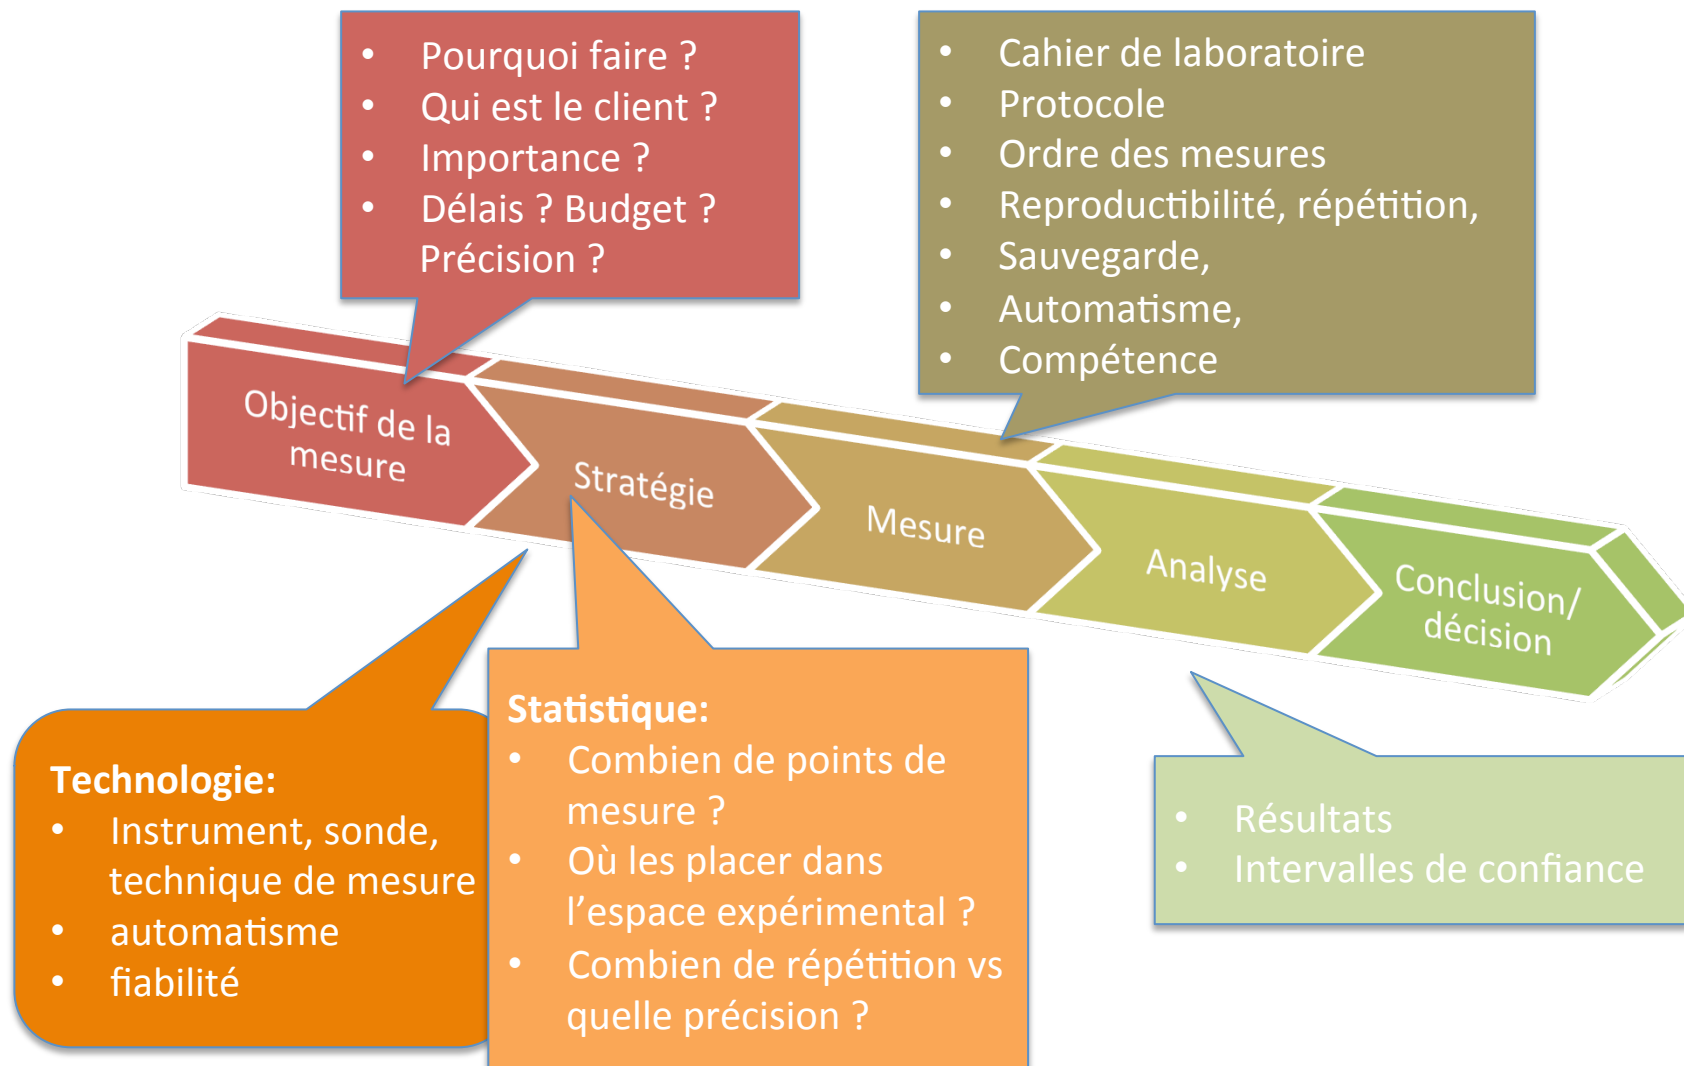 • Pourquoi faire ?
• Qui est le client ?
• Importance ?
• Délais ? Budget ?
Précision ?
• Cahier de laboratoire
• Protocole
• Ordre des mesures
• Reproductibilité, répétition,
• Sauvegarde,
• Automatisme,
• Compétence
Objectif de la
mesure
Stratégie
Mesure
Analyse
Conclusion/
décision
Technologie:
• Instrument, sonde,
technique de mesure
• automatisme
• fiabilité
Statistique:
• Combien de points de
mesure ?
• Où les placer dans
l’espace expérimental ?
• Combien de répétition vs
quelle précision ?
• Résultats
• Intervalles de confiance